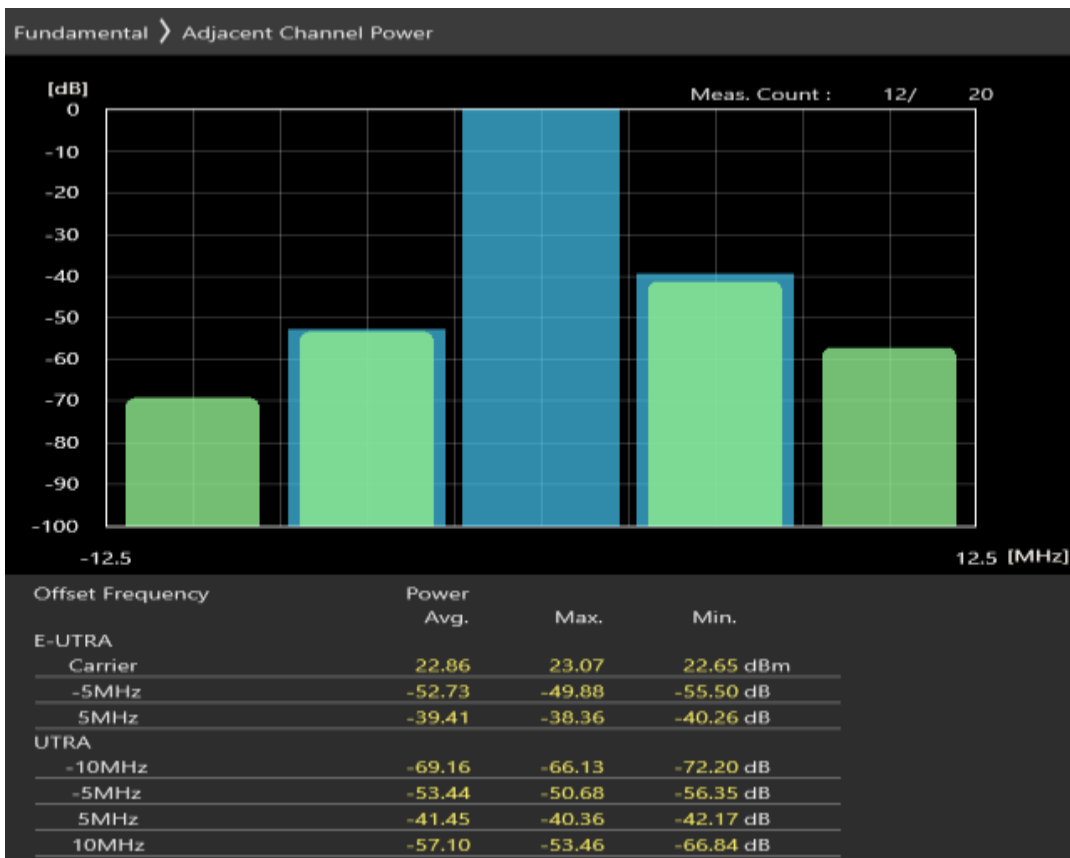 Fundamental ❯ Adjacent Channel Power
[dB]
Meas. Count : 12/ 20
0
-10
-20
-30
-40
-50
-60
-70
-80
-90
-100
-12.5 12.5 [MHz]
Offset Frequency Power
Avg. Max. Min.
E-UTRA
Carrier 22.86 23.07 22.65 dBm
-5MHz -52.73 -49.88 -55.50 dB
5MHz -39.41 -38.36 -40.26 dB
UTRA
-10MHz -69.16 -66.13 -72.20 dB
-5MHz -53.44 -50.68 -56.35 dB
5MHz -41.45 -40.36 -42.17 dB
10MHz -57.10 -53.46 -66.84 dB